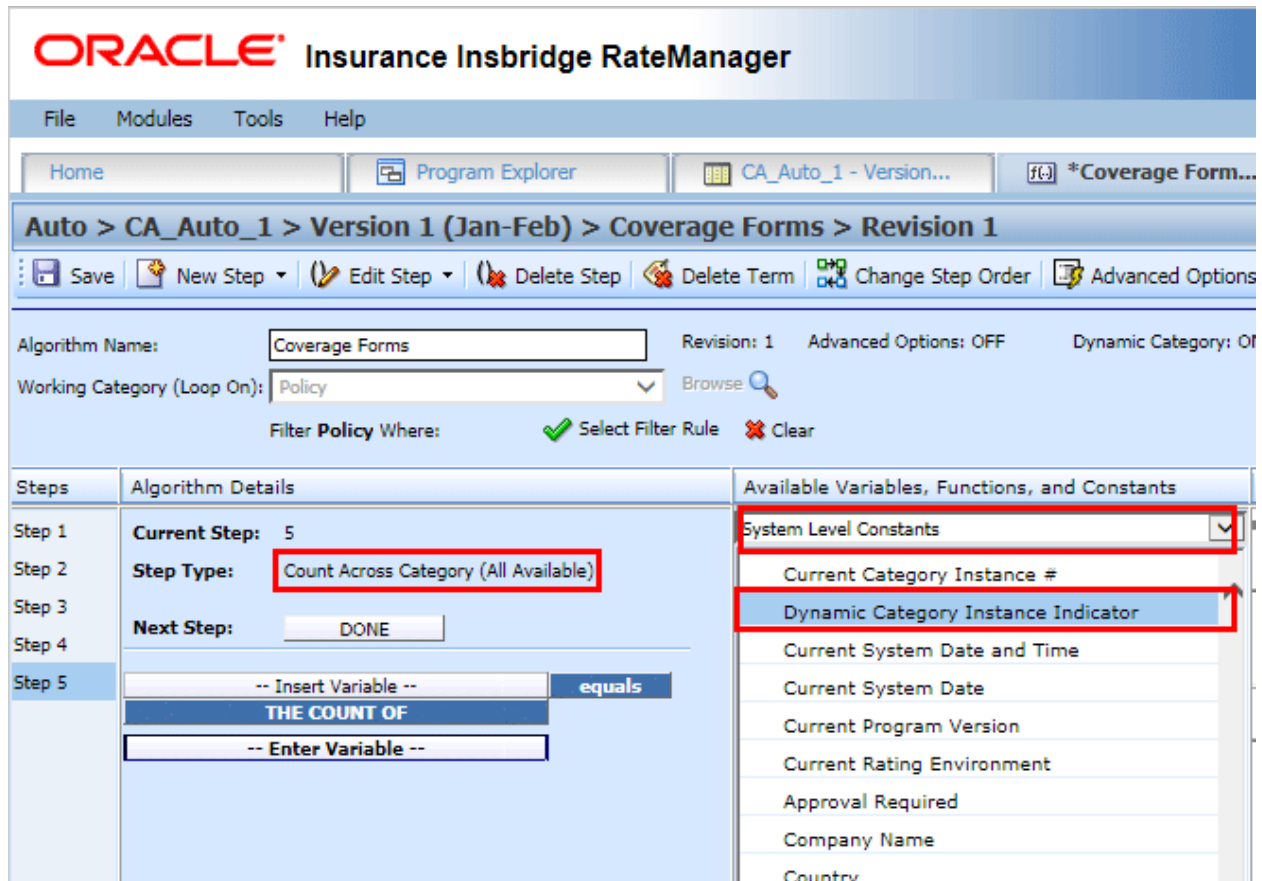 ORACLE Insurance Insbridge RateManager
File Modules Tools Help
Home Program Explorer CA_Auto_1 - Version... f(.) *Coverage Form...
Auto > CA_Auto_1 > Version 1 (Jan-Feb) > Coverage Forms > Revision 1
Save New Step Edit Step Delete Step Delete Term Change Step Order Advanced Options
Algorithm Name: Coverage Forms Revision: 1 Advanced Options: OFF Dynamic Category:
Working Category (Loop On): Policy Browse
Filter Policy Where: Select Filter Rule Clear
Steps Algorithm Details Available Variables, Functions, and Constants
Step 1 Current Step: 5 System Level Constants
Step 2 Step Type: Count Across Category (All Available) Current Category Instance #
Step 3 Dynamic Category Instance Indicator
Next Step: DONE
Step 4 Current System Date and Time
Step 5 -- Insert Variable -- equals Current System Date
THE COUNT OF
Current Program Version
-- Enter Variable --
Current Rating Environment
Approval Required
Company Name
Country